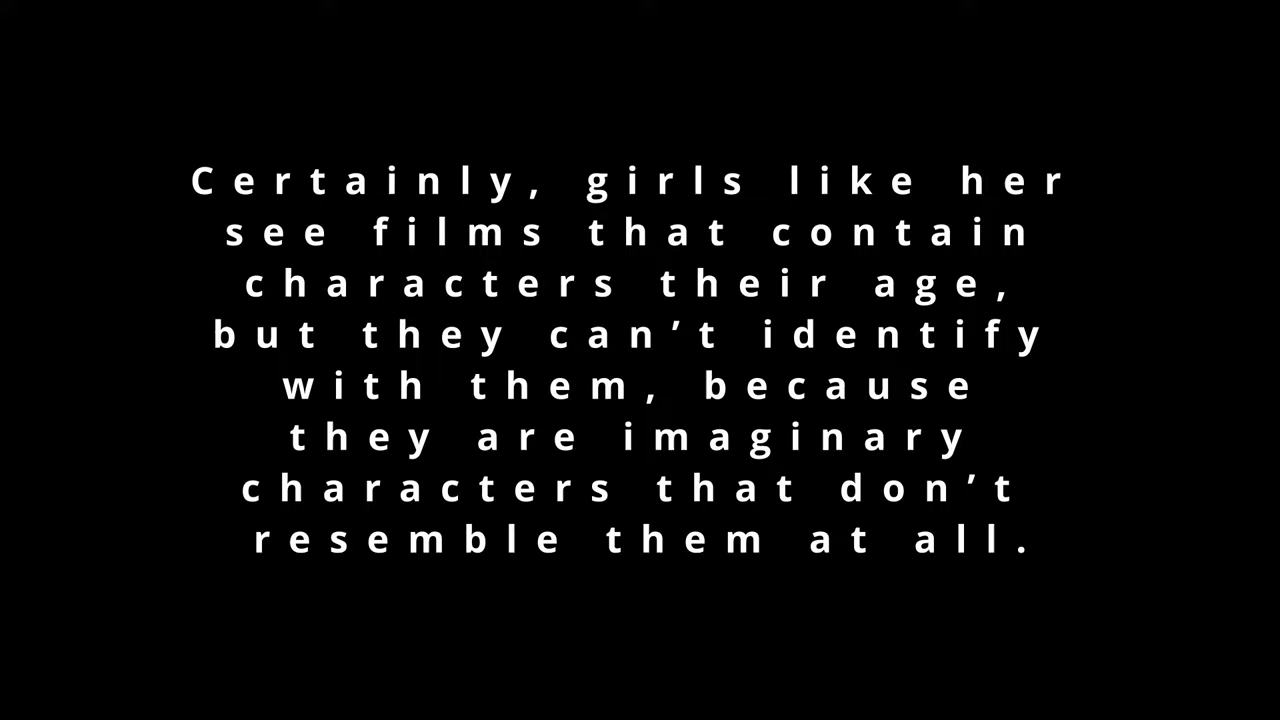 Certainly, girls like her
see films that contain
characters their age,
but they can’t identify
with them, because
they are imaginary
characters that don’t
resemble them at all.